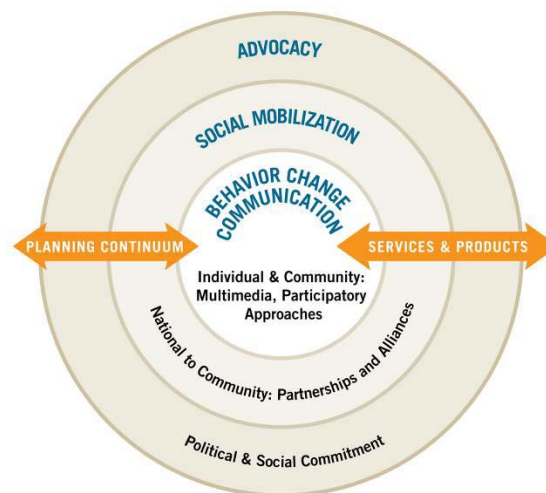 ADVOCACY
SOCIAL MOBILIZATION
BEHAVIOR CHANGE
COMMUNICATION
PLANNING CONTINUUM
SERVICES & PRODUCTS
Individual & Community:
Multimedia, Participatory
Approaches
National to Community: Partnerships and Alliances
Political & Social Commitment